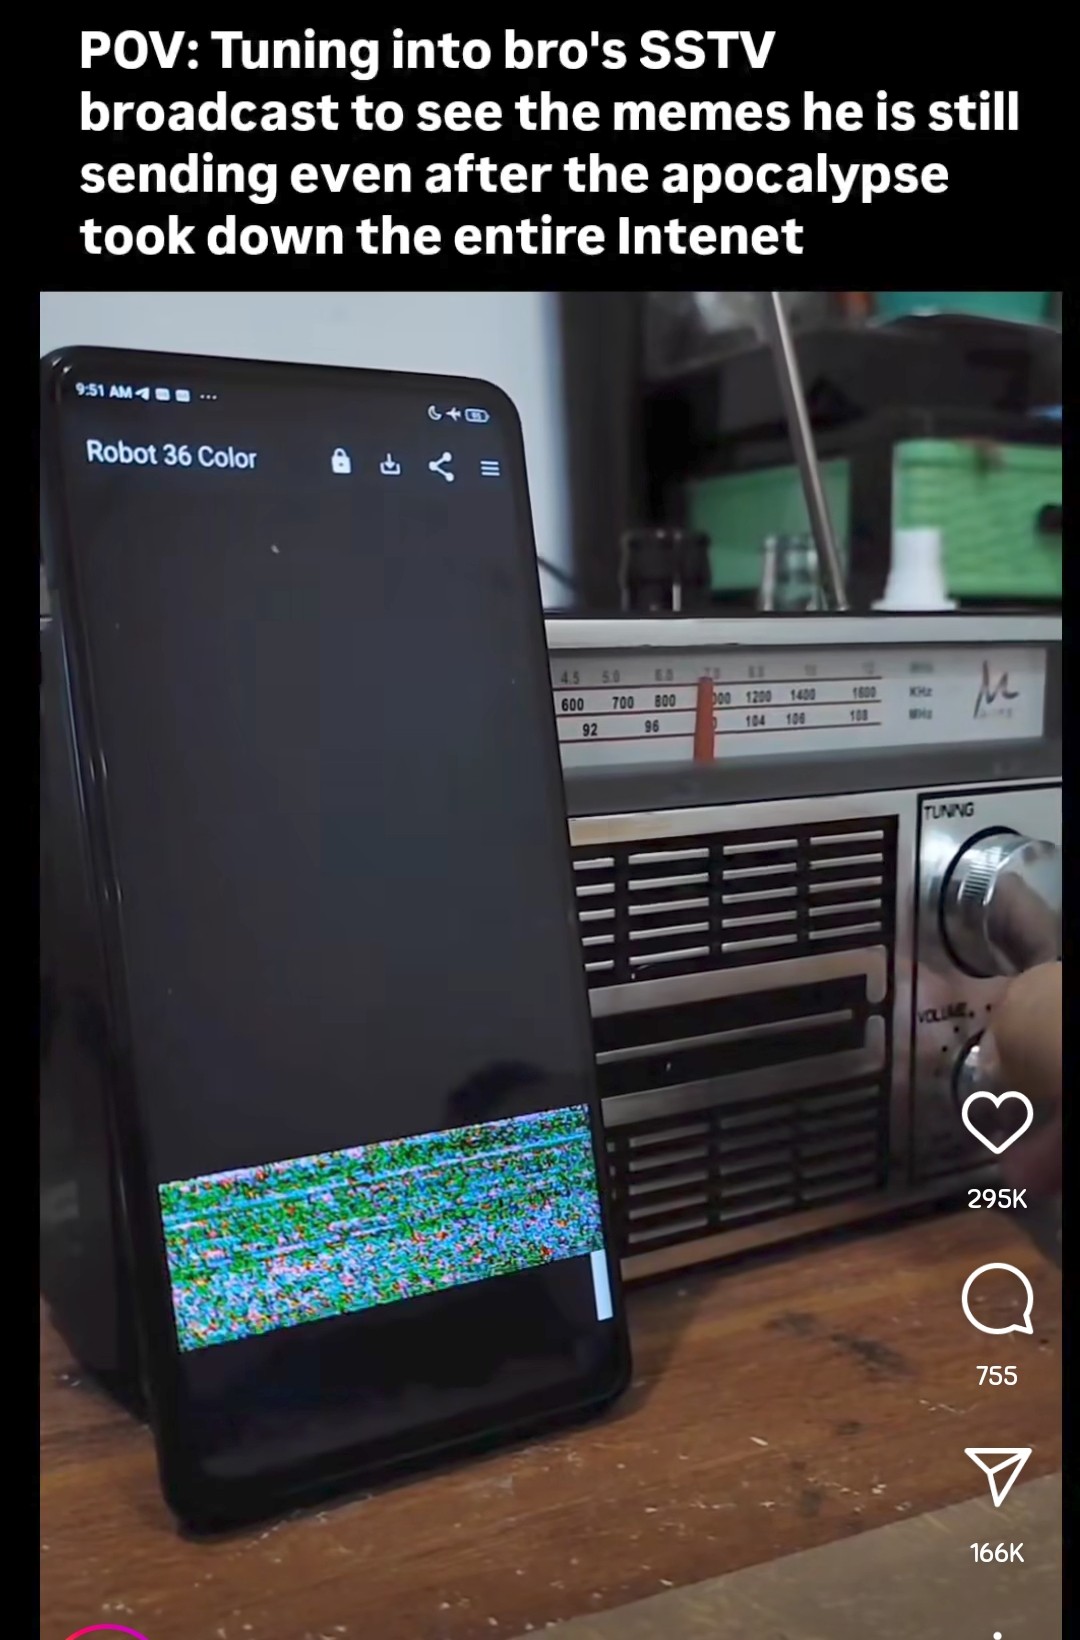 POV: Tuning into bro's SSTV
broadcast to see the memes he is still
sending even after the apocalypse
took down the entire Intenet
9:51 AM
Robot 36 Color
4.5 5.0 6.0 7.0 8.0 10 12 MHz
600 700 800 000 1200 1400 1600 KHz
92 96 104 106 108 MHz
TUNING
VOLUME
295K
755
166K